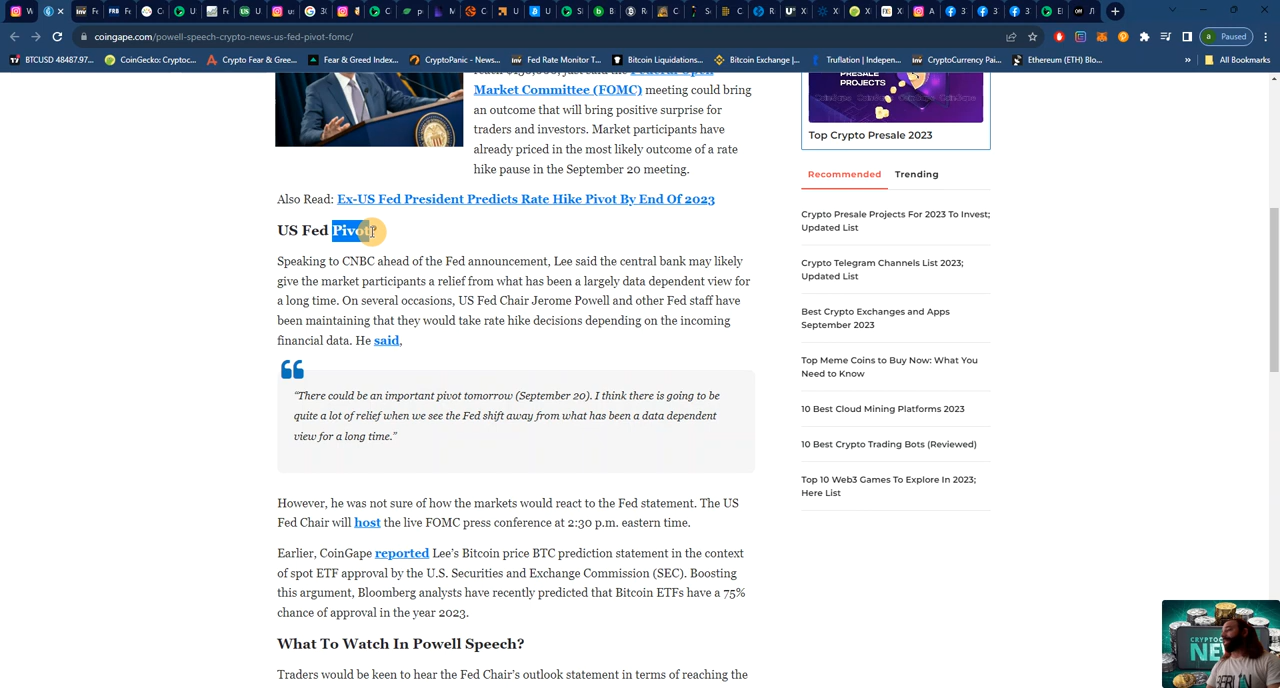 coingape.com/powell-speech-crypto-news-us-fed-pivot-fomc/
Paused
BTCUSD 48487.97...
CoinGecko: Cryptoc...
Crypto Fear & Gree...
Fear & Greed Index...
CryptoPanic - News...
Fed Rate Monitor T...
Bitcoin Liquidations...
Bitcoin Exchange |...
Truflation | Indepen...
CryptoCurrency Pai...
Ethereum (ETH) Blo...
»
All Bookmarks
Market Committee (FOMC) meeting could bring
an outcome that will bring positive surprise for
traders and investors. Market participants have
already priced in the most likely outcome of a rate
hike pause in the September 20 meeting.
Also Read: Ex-US Fed President Predicts Rate Hike Pivot By End Of 2023
US Fed Pivot?
Speaking to CNBC ahead of the Fed announcement, Lee said the central bank may likely
give the market participants a relief from what has been a largely data dependent view for
a long time. On several occasions, US Fed Chair Jerome Powell and other Fed staff have
been maintaining that they would take rate hike decisions depending on the incoming
financial data. He said,
“There could be an important pivot tomorrow (September 20). I think there is going to be
quite a lot of relief when we see the Fed shift away from what has been a data dependent
view for a long time.”
However, he was not sure of how the markets would react to the Fed statement. The US
Fed Chair will host the live FOMC press conference at 2:30 p.m. eastern time.
Earlier, CoinGape reported Lee’s Bitcoin price BTC prediction statement in the context
of spot ETF approval by the U.S. Securities and Exchange Commission (SEC). Boosting
this argument, Bloomberg analysts have recently predicted that Bitcoin ETFs have a 75%
chance of approval in the year 2023.
What To Watch In Powell Speech?
Traders would be keen to hear the Fed Chair’s outlook statement in terms of reaching the
PROJECTS
Top Crypto Presale 2023
Recommended Trending
Crypto Presale Projects For 2023 To Invest;
Updated List
Crypto Telegram Channels List 2023;
Updated List
Best Crypto Exchanges and Apps
September 2023
Top Meme Coins to Buy Now: What You
Need to Know
10 Best Cloud Mining Platforms 2023
10 Best Crypto Trading Bots (Reviewed)
Top 10 Web3 Games To Explore In 2023;
Here List